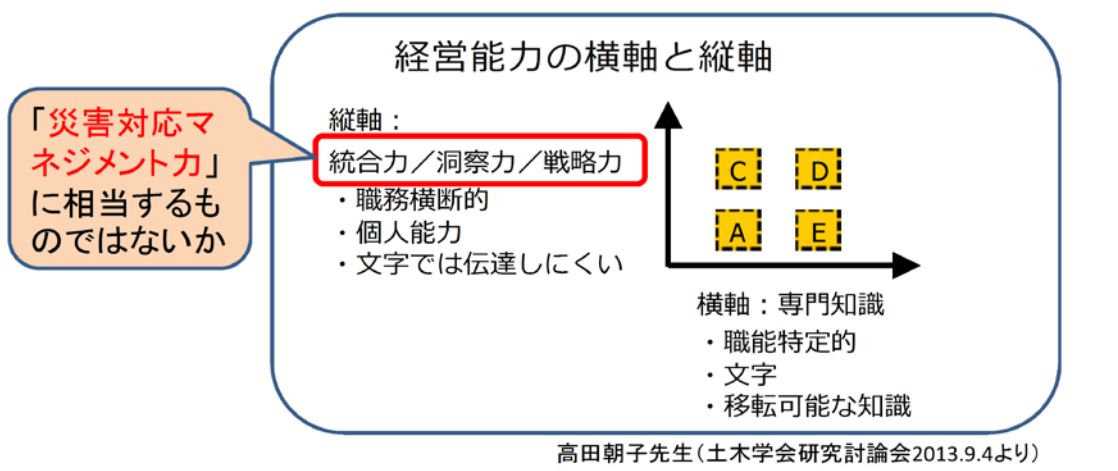 経営能力の横軸と縦軸
「災害対応マ
ネジメント力」
に相当するも
のではないか
縦軸：
統合力／洞察力／戦略力
・職務横断的
・個人能力
・文字では伝達しにくい
C D
A E
横軸：専門知識
・職能特定的
・文字
・移転可能な知識
高田朝子先生（土木学会研究討論会2013.9.4より）